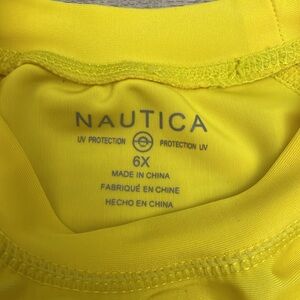 NAUTICA
UV PROTECTION PROTECTION UV
6X
MADE IN CHINA
FABRIQUÉ EN CHINE
HECHO EN CHINA